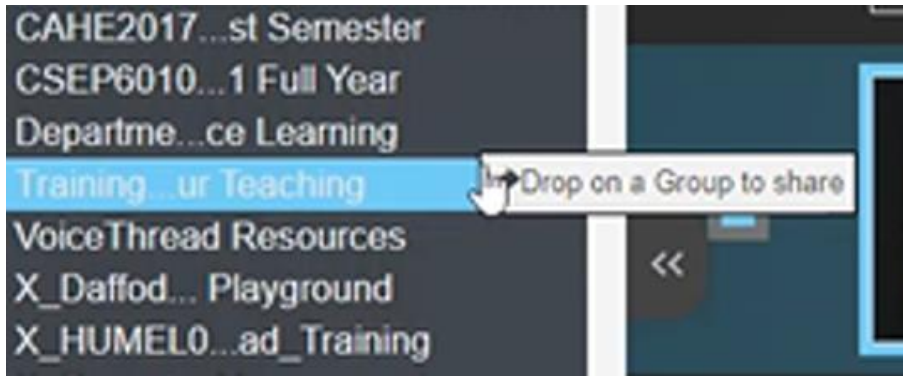 CAHE2017...st Semester
CSEP6010...1 Full Year
Departme...ce Learning
Training...ur Teaching
Drop on a Group to share
VoiceThread Resources
X_Daffod... Playground
X_HUMEL0...ad_Training